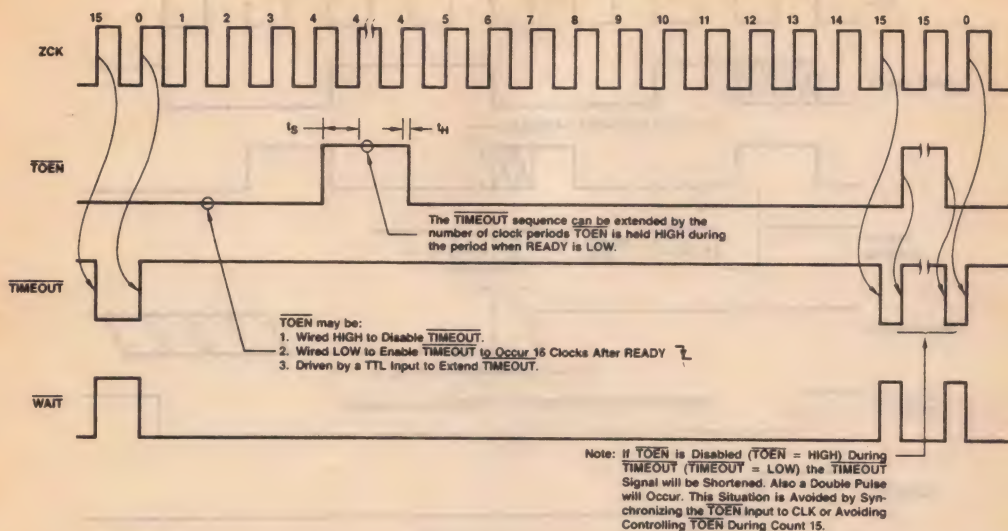 15 0 1 2 3 4 4 4 5 6 7 8 9 10 11 12 13 14 15 15 0
ZCK
tS tH
TOEN
The TIMEOUT sequence can be extended by the
number of clock periods TOEN is held HIGH during
the period when READY is LOW.
TIMEOUT
TOEN may be:
1. Wired HIGH to Disable TIMEOUT.
2. Wired LOW to Enable TIMEOUT to Occur 16 Clocks After READY
3. Driven by a TTL Input to Extend TIMEOUT.
WAIT
Note: If TOEN is Disabled (TOEN = HIGH) During
TIMEOUT (TIMEOUT = LOW) the TIMEOUT
Signal will be Shortened. Also a Double Pulse
will Occur. This Situation is Avoided by Syn-
chronizing the TOEN Input to CLK or Avoiding
Controlling TOEN During Count 15.